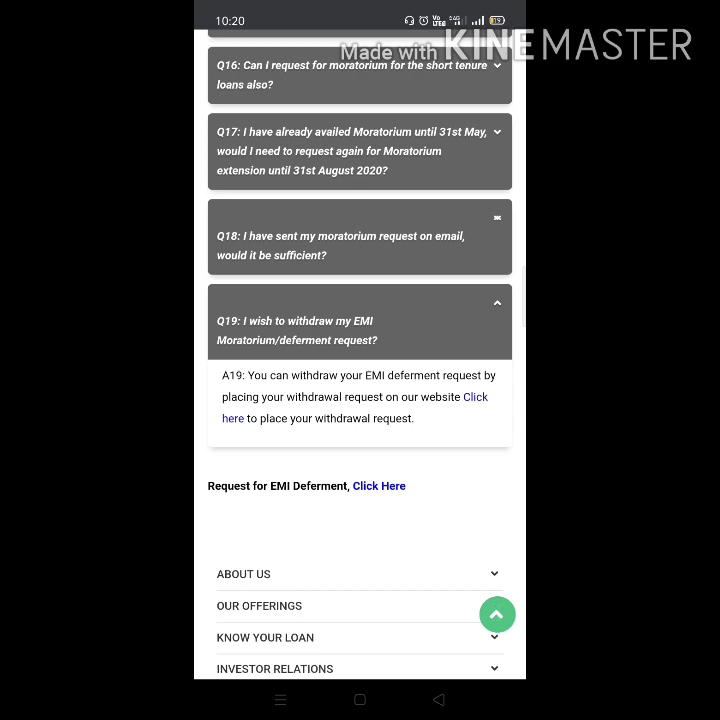 10:20
Vo
LTE
4G
19
Made with KINEMASTER
Q16: Can I request for moratorium for the short tenure
loans also?
Q17: I have already availed Moratorium until 31st May,
would I need to request again for Moratorium
extension until 31st August 2020?
Q18: I have sent my moratorium request on email,
would it be sufficient?
Q19: I wish to withdraw my EMI
Moratorium/deferment request?
A19: You can withdraw your EMI deferment request by
placing your withdrawal request on our website Click
here to place your withdrawal request.
Request for EMI Deferment, Click Here
ABOUT US
OUR OFFERINGS
KNOW YOUR LOAN
INVESTOR RELATIONS